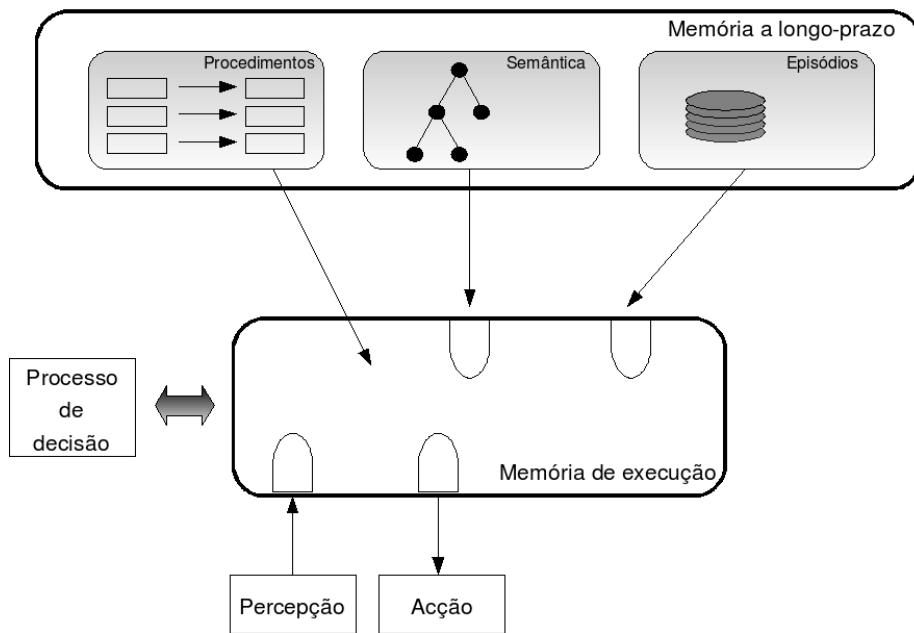 Memória a longo-prazo
Procedimentos
Semântica
Episódios
Processo
de
decisão
Memória de execução
Percepção
Acção